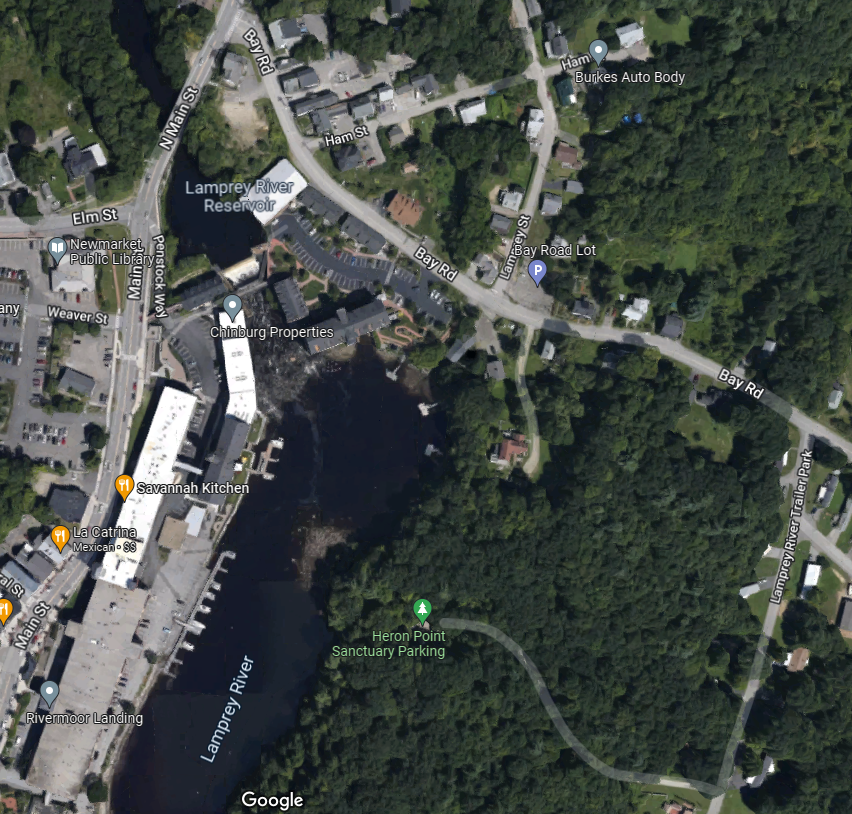 Bay Rd
Ham
Burkes Auto Body
N Main St
Ham St
Lamprey River
Reservoir
Elm St
Lamprey St
Newmarket
Public Library
Main
Penstock Way
Bay Rd
Bay Road Lot
P
any
Weaver St
Chinburg Properties
Bay Rd
Savannah Kitchen
Lamprey River Trailer Park
La Catrina
Mexican · $$
al St
Main St
Heron Point
Sanctuary Parking
Lamprey River
Rivermoor Landing
Google